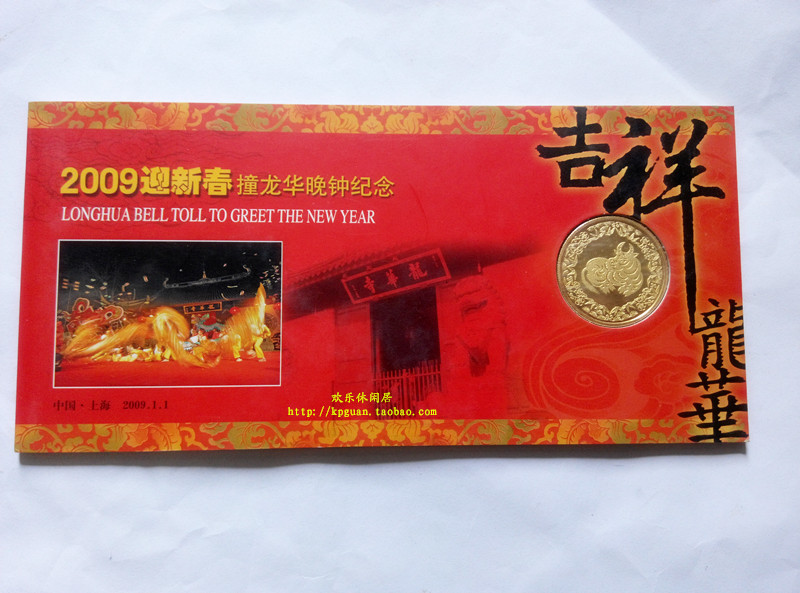 吉祥
2009迎新春撞龙华晚钟纪念
LONGHUA BELL TOLL TO GREET THE NEW YEAR
龍華寺
龍華
中国·上海 2009.1.1
欢乐休闲居
http://kpguan.taobao.com